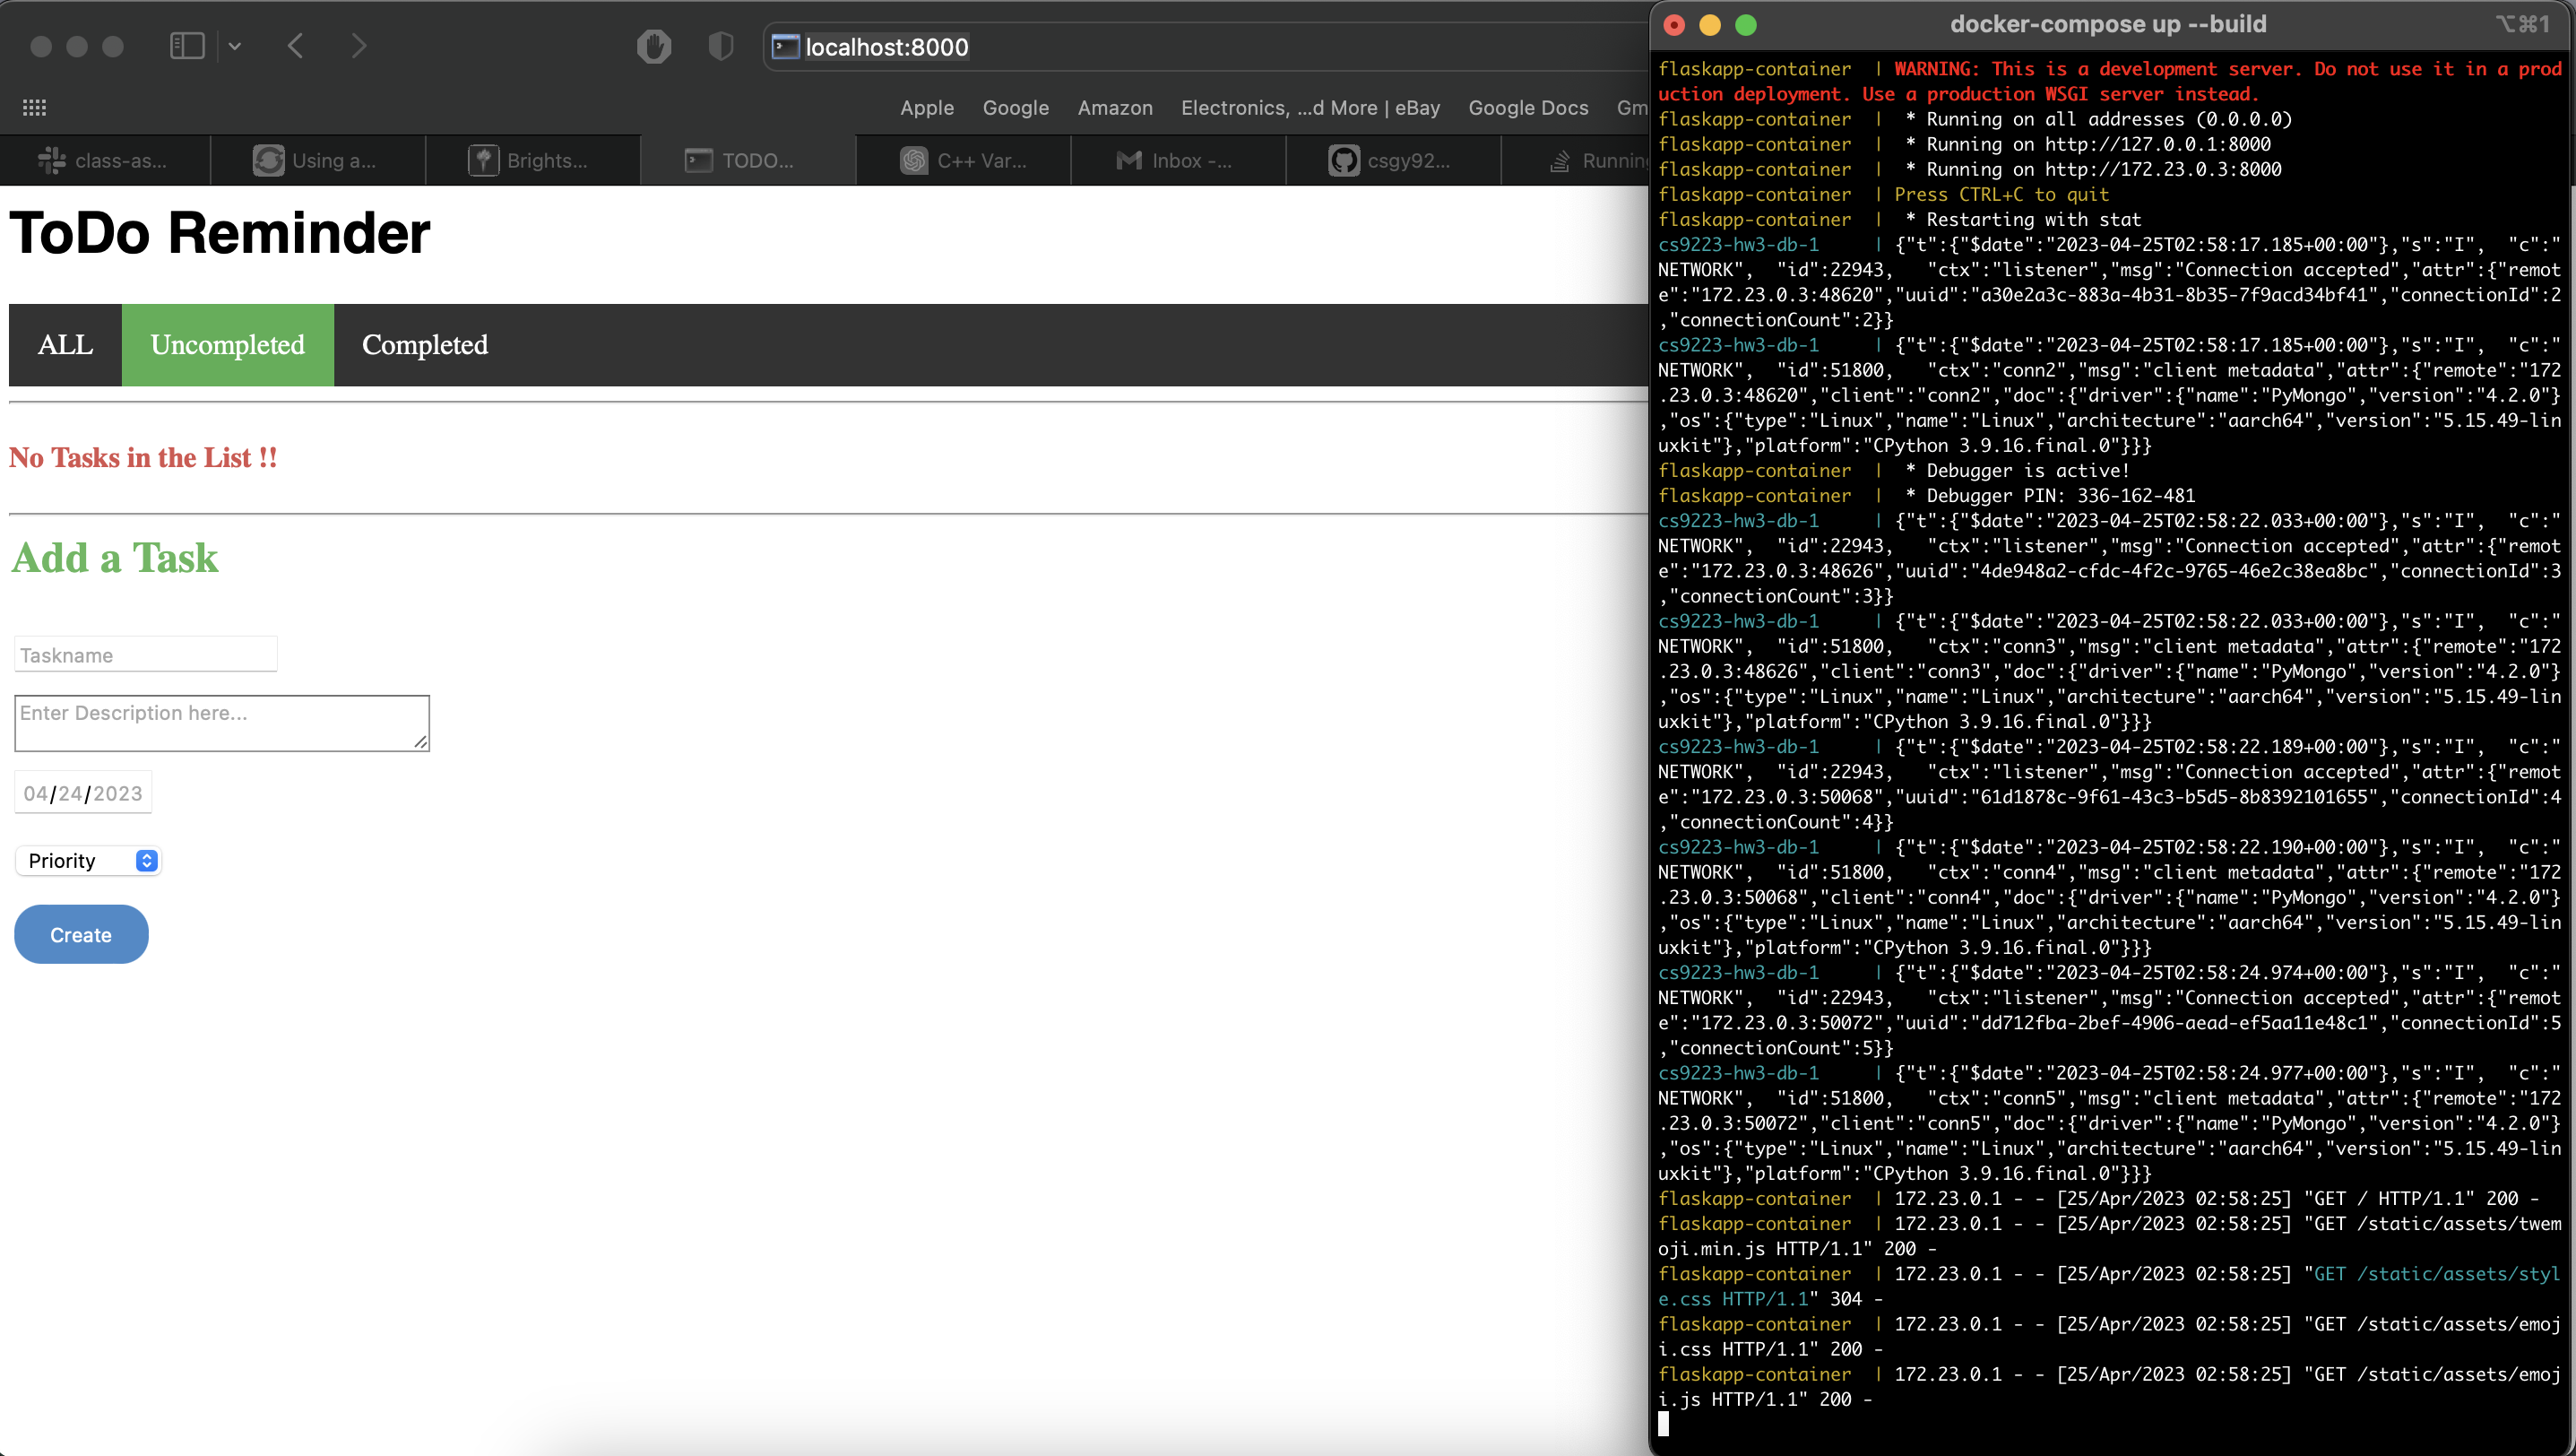 localhost:8000
Apple Google Amazon Electronics, ...d More | eBay Google Docs Gm
class-as... Using a... Brights... TODO... C++ Var... Inbox -... csgy92... Runnin
ToDo Reminder
ALL Uncompleted Completed
No Tasks in the List !!
Add a Task
Taskname
Enter Description here...
04/24/2023
Priority
Create
docker-compose up --build ⌥⌘1
flaskapp-container | WARNING: This is a development server. Do not use it in a prod
uction deployment. Use a production WSGI server instead.
flaskapp-container | * Running on all addresses (0.0.0.0)
flaskapp-container | * Running on http://127.0.0.1:8000
flaskapp-container | * Running on http://172.23.0.3:8000
flaskapp-container | Press CTRL+C to quit
flaskapp-container | * Restarting with stat
cs9223-hw3-db-1 | {"t":{"$date":"2023-04-25T02:58:17.185+00:00"},"s":"I", "c":"
NETWORK", "id":22943, "ctx":"listener","msg":"Connection accepted","attr":{"remot
e":"172.23.0.3:48620","uuid":"a30e2a3c-883a-4b31-8b35-7f9acd34bf41","connectionId":2
,"connectionCount":2}}
cs9223-hw3-db-1 | {"t":{"$date":"2023-04-25T02:58:17.185+00:00"},"s":"I", "c":"
NETWORK", "id":51800, "ctx":"conn2","msg":"client metadata","attr":{"remote":"172
.23.0.3:48620","client":"conn2","doc":{"driver":{"name":"PyMongo","version":"4.2.0"}
,"os":{"type":"Linux","name":"Linux","architecture":"aarch64","version":"5.15.49-lin
uxkit"},"platform":"CPython 3.9.16.final.0"}}}
flaskapp-container | * Debugger is active!
flaskapp-container | * Debugger PIN: 336-162-481
cs9223-hw3-db-1 | {"t":{"$date":"2023-04-25T02:58:22.033+00:00"},"s":"I", "c":"
NETWORK", "id":22943, "ctx":"listener","msg":"Connection accepted","attr":{"remot
e":"172.23.0.3:48626","uuid":"4de948a2-cfdc-4f2c-9765-46e2c38ea8bc","connectionId":3
,"connectionCount":3}}
cs9223-hw3-db-1 | {"t":{"$date":"2023-04-25T02:58:22.033+00:00"},"s":"I", "c":"
NETWORK", "id":51800, "ctx":"conn3","msg":"client metadata","attr":{"remote":"172
.23.0.3:48626","client":"conn3","doc":{"driver":{"name":"PyMongo","version":"4.2.0"}
,"os":{"type":"Linux","name":"Linux","architecture":"aarch64","version":"5.15.49-lin
uxkit"},"platform":"CPython 3.9.16.final.0"}}}
cs9223-hw3-db-1 | {"t":{"$date":"2023-04-25T02:58:22.189+00:00"},"s":"I", "c":"
NETWORK", "id":22943, "ctx":"listener","msg":"Connection accepted","attr":{"remot
e":"172.23.0.3:50068","uuid":"61d1878c-9f61-43c3-b5d5-8b8392101655","connectionId":4
,"connectionCount":4}}
cs9223-hw3-db-1 | {"t":{"$date":"2023-04-25T02:58:22.190+00:00"},"s":"I", "c":"
NETWORK", "id":51800, "ctx":"conn4","msg":"client metadata","attr":{"remote":"172
.23.0.3:50068","client":"conn4","doc":{"driver":{"name":"PyMongo","version":"4.2.0"}
,"os":{"type":"Linux","name":"Linux","architecture":"aarch64","version":"5.15.49-lin
uxkit"},"platform":"CPython 3.9.16.final.0"}}}
cs9223-hw3-db-1 | {"t":{"$date":"2023-04-25T02:58:24.974+00:00"},"s":"I", "c":"
NETWORK", "id":22943, "ctx":"listener","msg":"Connection accepted","attr":{"remot
e":"172.23.0.3:50072","uuid":"dd712fba-2bef-4906-aead-ef5aa11e48c1","connectionId":5
,"connectionCount":5}}
cs9223-hw3-db-1 | {"t":{"$date":"2023-04-25T02:58:24.977+00:00"},"s":"I", "c":"
NETWORK", "id":51800, "ctx":"conn5","msg":"client metadata","attr":{"remote":"172
.23.0.3:50072","client":"conn5","doc":{"driver":{"name":"PyMongo","version":"4.2.0"}
,"os":{"type":"Linux","name":"Linux","architecture":"aarch64","version":"5.15.49-lin
uxkit"},"platform":"CPython 3.9.16.final.0"}}}
flaskapp-container | 172.23.0.1 - - [25/Apr/2023 02:58:25] "GET / HTTP/1.1" 200 -
flaskapp-container | 172.23.0.1 - - [25/Apr/2023 02:58:25] "GET /static/assets/twem
oji.min.js HTTP/1.1" 200 -
flaskapp-container | 172.23.0.1 - - [25/Apr/2023 02:58:25] "GET /static/assets/styl
e.css HTTP/1.1" 304 -
flaskapp-container | 172.23.0.1 - - [25/Apr/2023 02:58:25] "GET /static/assets/emoj
i.css HTTP/1.1" 200 -
flaskapp-container | 172.23.0.1 - - [25/Apr/2023 02:58:25] "GET /static/assets/emoj
i.js HTTP/1.1" 200 -